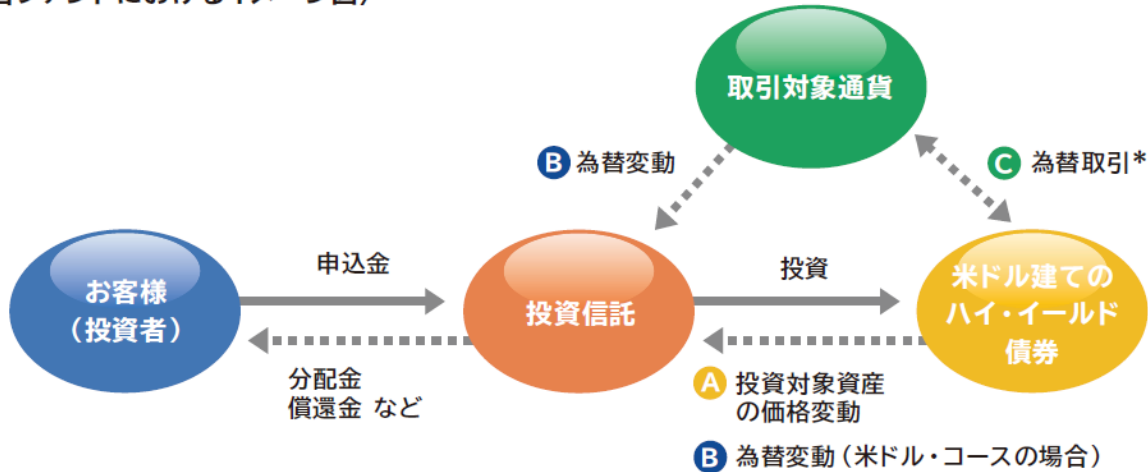 取引対象通貨
B 為替変動
C 為替取引*
申込金
投資
お客様
(投資者)
投資信託
米ドル建ての
ハイ・イールド
債券
分配金
償還金 など
A 投資対象資産
の価格変動
B 為替変動(米ドル・コースの場合)